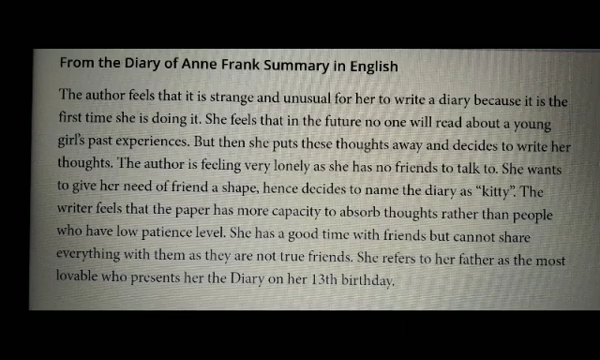 From the Diary of Anne Frank Summary in English
The author feels that it is strange and unusual for her to write a diary because it is the
first time she is doing it. She feels that in the future no one will read about a young
girl's past experiences. But then she puts these thoughts away and decides to write her
thoughts. The author is feeling very lonely as she has no friends to talk to. She wants
to give her need of friend a shape, hence decides to name the diary as “kitty”. The
writer feels that the paper has more capacity to absorb thoughts rather than people
who have low patience level. She has a good time with friends but cannot share
everything with them as they are not true friends. She refers to her father as the most
lovable who presents her the Diary on her 13th birthday.